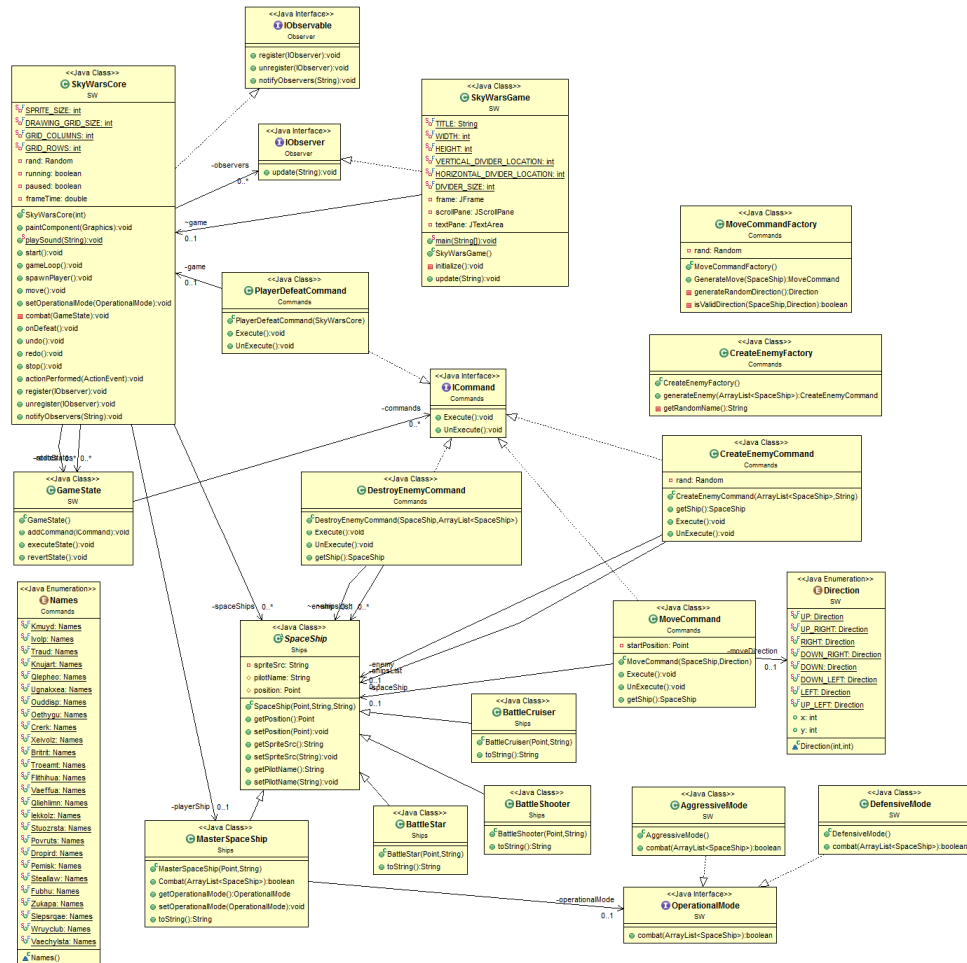 <<Java Interface>>
IObservable
Observer
register(IObserver):void
unregister(IObserver):void
notifyObservers(String):void
<<Java Class>>
SkyWarsCore
SW
SPRITE_SIZE: int
DRAWING_GRID_SIZE: int
GRID_COLUMNS: int
GRID_ROWS: int
rand: Random
running: boolean
paused: boolean
frameTime: double
SkyWarsCore(int)
paintComponent(Graphics):void
playSound(String):void
start():void
gameLoop():void
spawnPlayer():void
move():void
setOperationalMode(OperationalMode):void
combat(GameState):void
onDefeat():void
undo():void
redo():void
stop():void
actionPerformed(ActionEvent):void
register(IObserver):void
unregister(IObserver):void
notifyObservers(String):void
<<Java Interface>>
IObserver
Observer
update(String):void
-observers
0..*
<<Java Class>>
SkyWarsGame
SW
TITLE: String
WIDTH: int
HEIGHT: int
VERTICAL_DIVIDER_LOCATION: int
HORIZONTAL_DIVIDER_LOCATION: int
DIVIDER_SIZE: int
frame: JFrame
scrollPane: JScrollPane
textPane: JTextArea
main(String[]):void
SkyWarsGame()
initialize():void
update(String):void
~game
0..1
-game
0..1
<<Java Class>>
PlayerDefeatCommand
Commands
PlayerDefeatCommand(SkyWarsCore)
Execute():void
UnExecute():void
<<Java Class>>
MoveCommandFactory
Commands
rand: Random
MoveCommandFactory()
GenerateMove(SpaceShip):MoveCommand
generateRandomDirection():Direction
isValidDirection(SpaceShip,Direction):boolean
<<Java Class>>
CreateEnemyFactory
Commands
CreateEnemyFactory()
generateEnemy(ArrayList<SpaceShip>):CreateEnemyCommand
getRandomName():String
<<Java Interface>>
ICommand
Commands
Execute():void
UnExecute():void
-commands
0..*
<<Java Class>>
CreateEnemyCommand
Commands
rand: Random
CreateEnemyCommand(ArrayList<SpaceShip>,String)
getShip():SpaceShip
Execute():void
UnExecute():void
0..*
<<Java Class>>
GameState
SW
GameState()
addCommand(ICommand):void
executeState():void
revertState():void
<<Java Class>>
DestroyEnemyCommand
Commands
DestroyEnemyCommand(SpaceShip,ArrayList<SpaceShip>)
Execute():void
UnExecute():void
getShip():SpaceShip
<<Java Enumeration>>
Names
Commands
Kmuyd: Names
Ivolp: Names
Traud: Names
Knujart: Names
Qlepheo: Names
Ugnakxea: Names
Ouddisp: Names
Oethygu: Names
Crerk: Names
Xeivolz: Names
Britrit: Names
Troeamt: Names
Flithihua: Names
Vaeffua: Names
Qliehlimn: Names
Iekkolz: Names
Stuozrsta: Names
Povruts: Names
Dropird: Names
Pemisk: Names
Steallaw: Names
Fubhu: Names
Zukapa: Names
Slepsrqae: Names
Wruyclub: Names
Vaechylsta: Names
Names()
-spaceShips
0..*
0..*
<<Java Class>>
SpaceShip
Ships
spriteSrc: String
pilotName: String
position: Point
SpaceShip(Point,String,String)
getPosition():Point
setPosition(Point):void
getSpriteSrc():String
setSpriteSrc(String):void
getPilotName():String
setPilotName(String):void
-enemy
-shipsList
0..1
-spaceShip
0..1
<<Java Class>>
MoveCommand
Commands
startPosition: Point
MoveCommand(SpaceShip,Direction)
Execute():void
UnExecute():void
getShip():SpaceShip
-moveDirection
0..1
<<Java Enumeration>>
Direction
SW
UP: Direction
UP_RIGHT: Direction
RIGHT: Direction
DOWN_RIGHT: Direction
DOWN: Direction
DOWN_LEFT: Direction
LEFT: Direction
UP_LEFT: Direction
x: int
y: int
Direction(int,int)
<<Java Class>>
BattleCruiser
Ships
BattleCruiser(Point,String)
toString():String
<<Java Class>>
BattleShooter
Ships
BattleShooter(Point,String)
toString():String
<<Java Class>>
BattleStar
Ships
BattleStar(Point,String)
toString():String
<<Java Class>>
AggressiveMode
SW
AggressiveMode()
combat(ArrayList<SpaceShip>):boolean
<<Java Class>>
DefensiveMode
SW
DefensiveMode()
combat(ArrayList<SpaceShip>):boolean
-playerShip
0..1
<<Java Class>>
MasterSpaceShip
Ships
MasterSpaceShip(Point,String)
Combat(ArrayList<SpaceShip>):boolean
getOperationalMode():OperationalMode
setOperationalMode(OperationalMode):void
toString():String
-operationalMode
0..1
<<Java Interface>>
OperationalMode
SW
combat(ArrayList<SpaceShip>):boolean